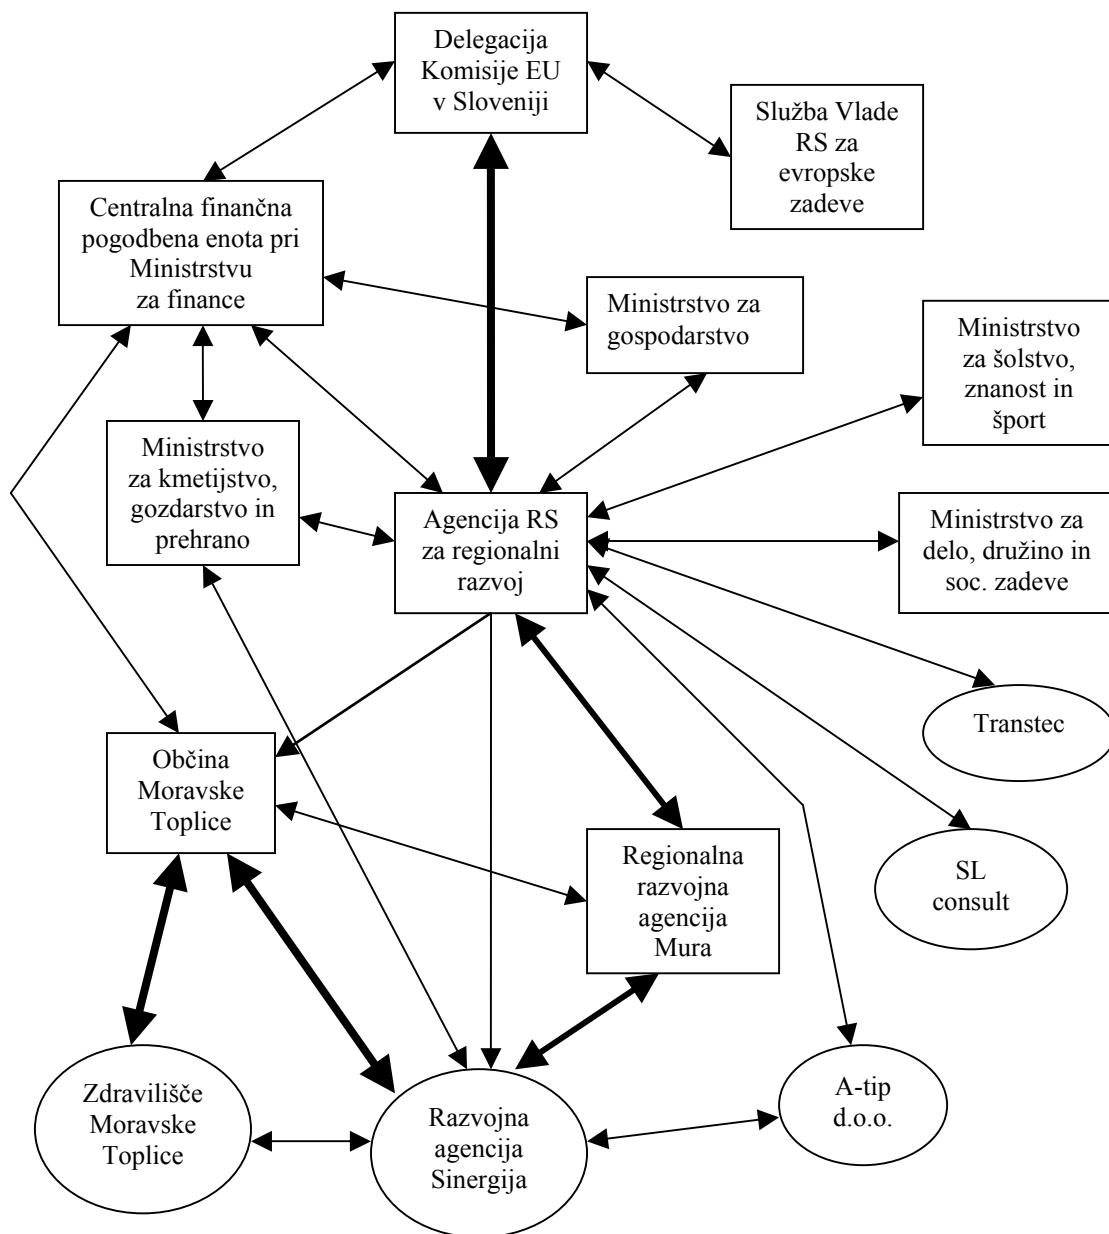 Delegacija
Komisije EU
v Sloveniji
Služba Vlade
RS za
evropske
zadeve
Centralna finančna
pogodbena enota pri
Ministrstvu
za finance
Ministrstvo za
gospodarstvo
Ministrstvo
za šolstvo,
znanost in
šport
Ministrstvo
za kmetijstvo,
gozdarstvo in
prehrano
Agencija RS
za regionalni
razvoj
Ministrstvo za
delo, družino in
soc. zadeve
Transtec
Občina
Moravske
Toplice
Regionalna
razvojna
agencija
Mura
SL
consult
Zdravilišče
Moravske
Toplice
Razvojna
agencija
Sinergija
A-tip
d.o.o.